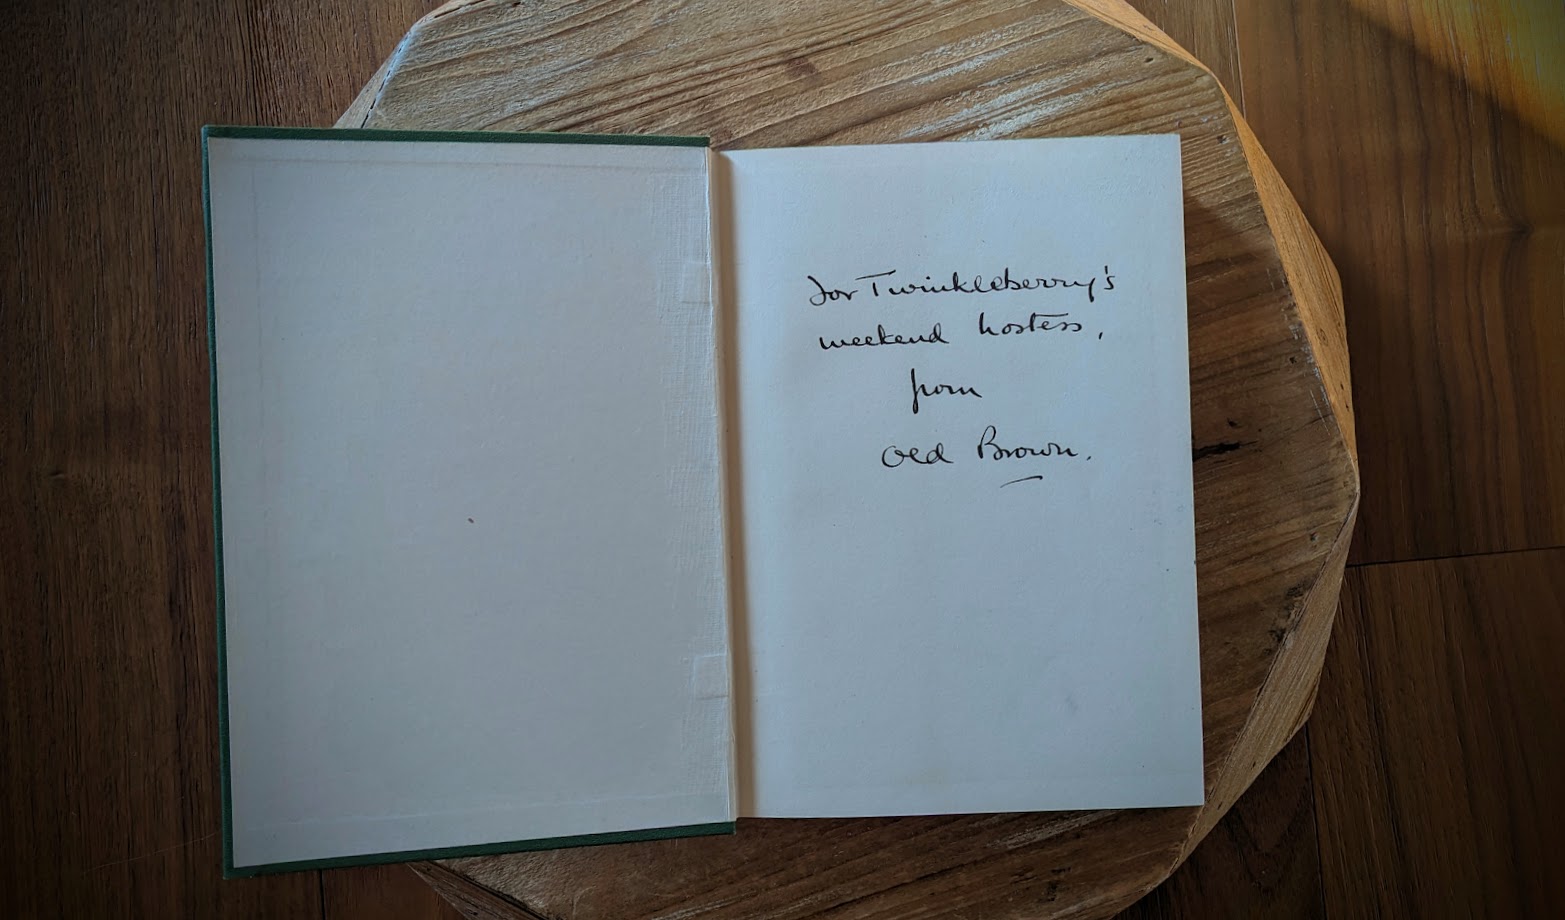 For Twinkleberry's
weekend hostess,
from
Old Brown.